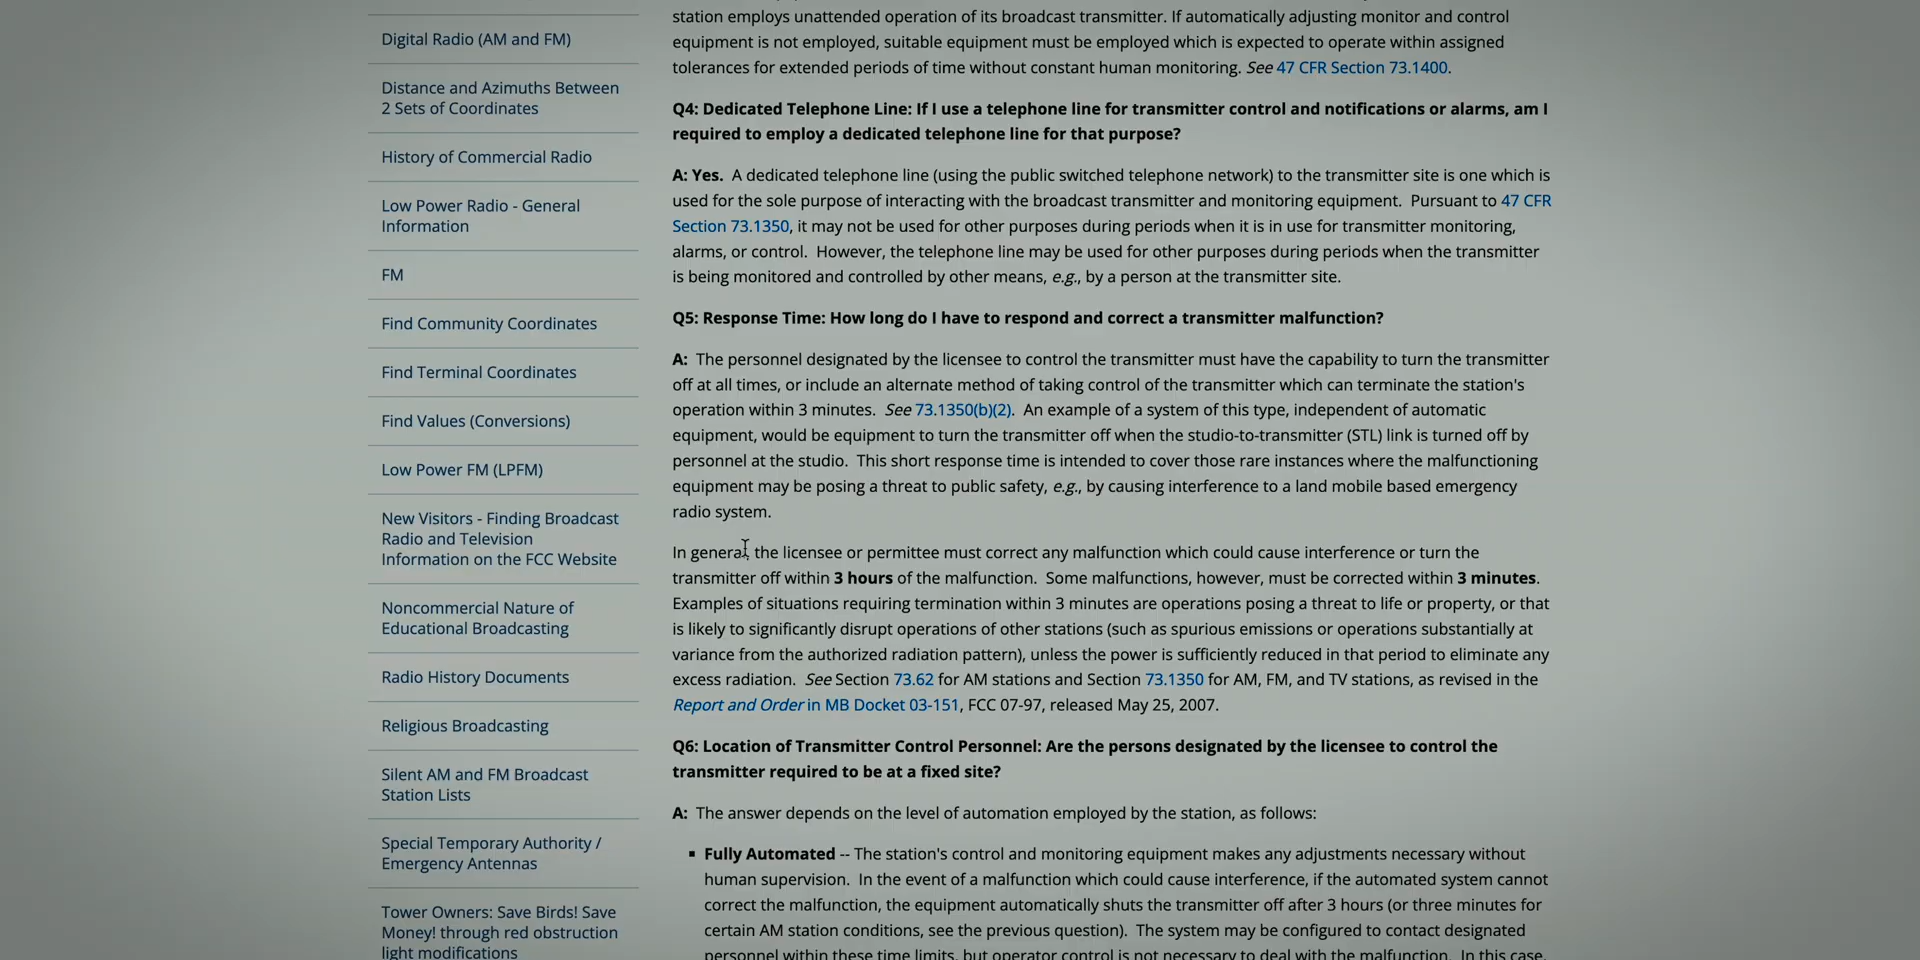 Digital Radio (AM and FM)
Distance and Azimuths Between
2 Sets of Coordinates
History of Commercial Radio
Low Power Radio - General
Information
FM
Find Community Coordinates
Find Terminal Coordinates
Find Values (Conversions)
Low Power FM (LPFM)
New Visitors - Finding Broadcast
Radio and Television
Information on the FCC Website
Noncommercial Nature of
Educational Broadcasting
Radio History Documents
Religious Broadcasting
Silent AM and FM Broadcast
Station Lists
Special Temporary Authority /
Emergency Antennas
Tower Owners: Save Birds! Save
Money! through red obstruction
light modifications
station employs unattended operation of its broadcast transmitter. If automatically adjusting monitor and control
equipment is not employed, suitable equipment must be employed which is expected to operate within assigned
tolerances for extended periods of time without constant human monitoring. See 47 CFR Section 73.1400.
Q4: Dedicated Telephone Line: If I use a telephone line for transmitter control and notifications or alarms, am I
required to employ a dedicated telephone line for that purpose?
A: Yes. A dedicated telephone line (using the public switched telephone network) to the transmitter site is one which is
used for the sole purpose of interacting with the broadcast transmitter and monitoring equipment. Pursuant to 47 CFR
Section 73.1350, it may not be used for other purposes during periods when it is in use for transmitter monitoring,
alarms, or control. However, the telephone line may be used for other purposes during periods when the transmitter
is being monitored and controlled by other means, e.g., by a person at the transmitter site.
Q5: Response Time: How long do I have to respond and correct a transmitter malfunction?
A: The personnel designated by the licensee to control the transmitter must have the capability to turn the transmitter
off at all times, or include an alternate method of taking control of the transmitter which can terminate the station's
operation within 3 minutes. See 73.1350(b)(2). An example of a system of this type, independent of automatic
equipment, would be equipment to turn the transmitter off when the studio-to-transmitter (STL) link is turned off by
personnel at the studio. This short response time is intended to cover those rare instances where the malfunctioning
equipment may be posing a threat to public safety, e.g., by causing interference to a land mobile based emergency
radio system.
In general, the licensee or permittee must correct any malfunction which could cause interference or turn the
transmitter off within 3 hours of the malfunction. Some malfunctions, however, must be corrected within 3 minutes.
Examples of situations requiring termination within 3 minutes are operations posing a threat to life or property, or that
is likely to significantly disrupt operations of other stations (such as spurious emissions or operations substantially at
variance from the authorized radiation pattern), unless the power is sufficiently reduced in that period to eliminate any
excess radiation. See Section 73.62 for AM stations and Section 73.1350 for AM, FM, and TV stations, as revised in the
Report and Order in MB Docket 03-151, FCC 07-97, released May 25, 2007.
Q6: Location of Transmitter Control Personnel: Are the persons designated by the licensee to control the
transmitter required to be at a fixed site?
A: The answer depends on the level of automation employed by the station, as follows:
▪ Fully Automated -- The station's control and monitoring equipment makes any adjustments necessary without
human supervision. In the event of a malfunction which could cause interference, if the automated system cannot
correct the malfunction, the equipment automatically shuts the transmitter off after 3 hours (or three minutes for
certain AM station conditions, see the previous question). The system may be configured to contact designated
personnel within these time limits, but operator control is not necessary to deal with the malfunction. In this case,